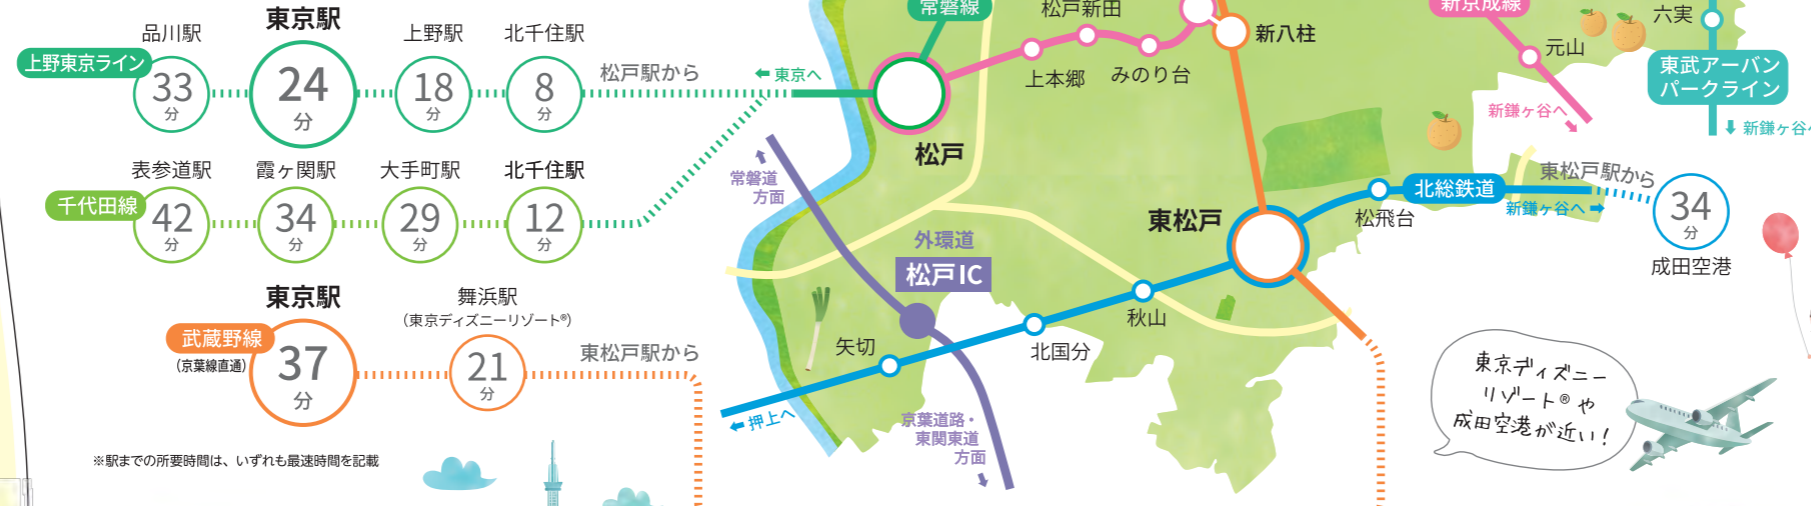 品川駅
東京駅
上野駅
北千住駅
上野東京ライン
33
分
24
分
18
分
8
分
松戸駅から
東京へ
表参道駅
霞ヶ関駅
大手町駅
北千住駅
千代田線
42
分
34
分
29
分
12
分
東京駅
舞浜駅
(東京ディズニーリゾート®)
武蔵野線
(京葉線直通)
37
分
21
分
東松戸駅から
※駅までの所要時間は、いずれも最速時間を記載
常磐線
松戸新田
上本郷
みのり台
新八柱
松戸
新京成線
元山
六実
東武アーバン
パークライン
新鎌ヶ谷へ
新鎌ヶ谷へ
常磐道
方面
外環道
松戸IC
東松戸
松飛台
北総鉄道
東松戸駅から
新鎌ヶ谷へ
34
分
成田空港
矢切
北国分
秋山
押上へ
京葉道路・
東関東道
方面
東京ディズニー
リゾート®や
成田空港が近い!